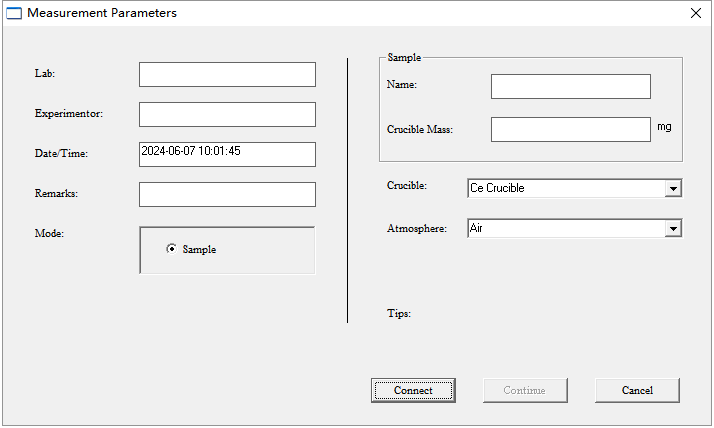 Measurement Parameters
Lab:
Experimentor:
Date/Time: 2024-06-07 10:01:45
Remarks:
Mode:
Sample
Sample
Name:
Crucible Mass: mg
Crucible: Ce Crucible
Atmosphere: Air
Tips:
Connect Continue Cancel